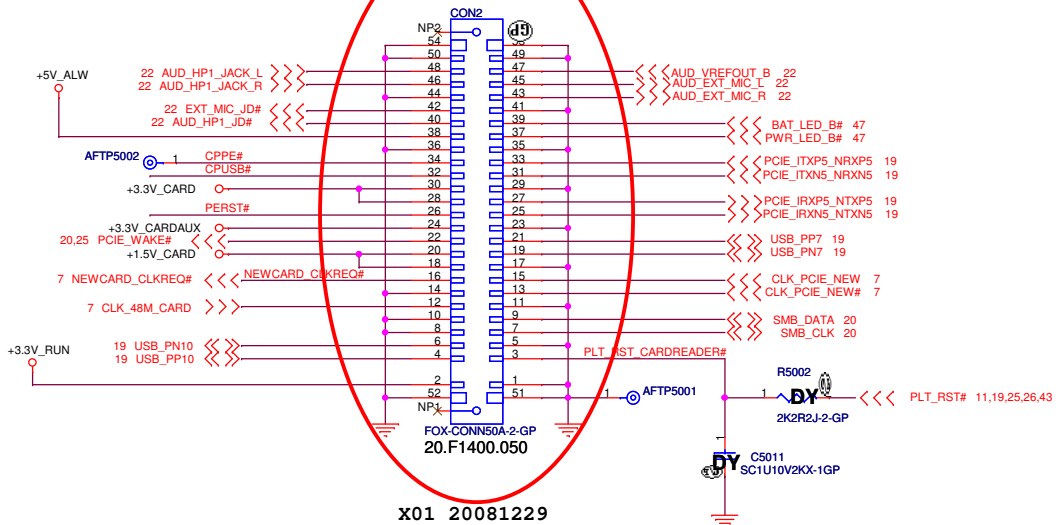 CON2
NP2
GP
54 53
50 49
+5V_ALW
22 AUD_HP1_JACK_L 48 47 AUD_VREFOUT_B 22
22 AUD_HP1_JACK_R 46 45 AUD_EXT_MIC_L 22
44 43 AUD_EXT_MIC_R 22
22 EXT_MIC_JD# 42 41
22 AUD_HP1_JD# 40 39 BAT_LED_B# 47
38 37 PWR_LED_B# 47
36 35
AFTP5002 1 CPPE# 34 33 PCIE_ITXP5_NRXP5 19
CPUSB# 32 31 PCIE_ITXN5_NRXN5 19
+3.3V_CARD 30 29
28 27 PCIE_IRXP5_NTXP5 19
PERST# 26 25 PCIE_IRXN5_NTXN5 19
+3.3V_CARDAUX 24 23
20,25 PCIE_WAKE# 22 21 USB_PP7 19
+1.5V_CARD 20 19 USB_PN7 19
18 17
7 NEWCARD_CLKREQ# NEWCARD_CLKREQ# 16 15 CLK_PCIE_NEW 7
14 13 CLK_PCIE_NEW# 7
7 CLK_48M_CARD 12 11
10 9 SMB_DATA 20
8 7 SMB_CLK 20
19 USB_PN10 6 5
+3.3V_RUN
19 USB_PP10 4 3 PLT_RST_CARDREADER#
2 1
52 51 1 AFTP5001
NP1
R5002
1 DY PLT_RST# 11,19,25,26,43
2K2R2J-2-GP
FOX-CONN50A-2-GP
20.F1400.050
1
C5011
DY
SC1U10V2KX-1GP
X01 20081229